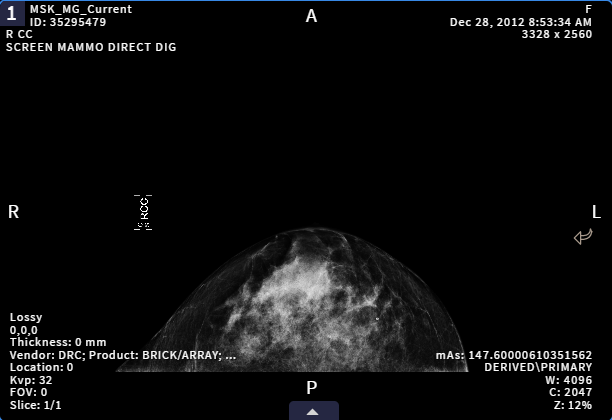 1
MSK_MG_Current
ID: 35295479
R CC
SCREEN MAMMO DIRECT DIG
A
F
Dec 28, 2012 8:53:34 AM
3328 x 2560
R
RCC
L
Lossy
0,0,0
Thickness: 0 mm
Vendor: DRC; Product: BRICK/ARRAY; ...
Location: 0
Kvp: 32
FOV: 0
Slice: 1/1
P
mAs: 147.60000610351562
DERIVED\PRIMARY
W: 4096
C: 2047
Z: 12%